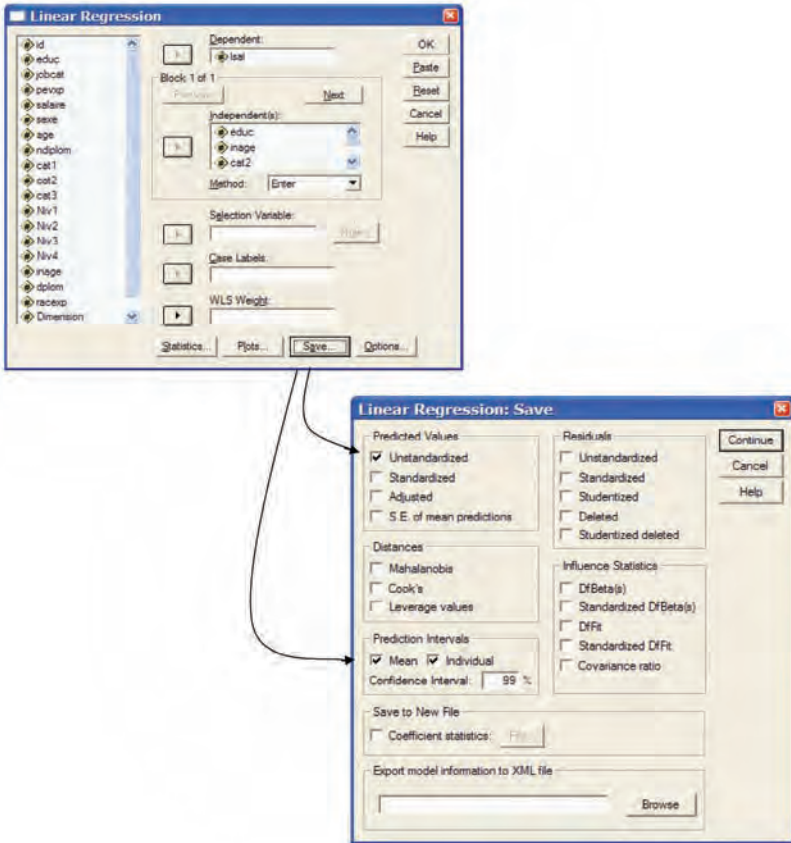 Linear Regression
id
educ
jobcat
pevxp
salaire
sexe
age
ndiplom
cat1
cat2
cat3
Niv1
Niv2
Niv3
Niv4
inage
dplom
racexp
Dimension
Dependent:
lsal
Block 1 of 1
Previous
Next
Independent(s):
educ
inage
cat2
Method:
Enter
Selection Variable:
Case Labels:
WLS Weight:
Statistics...
Plots...
Save...
Options...
OK
Paste
Reset
Cancel
Help
Linear Regression: Save
Predicted Values
Unstandardized
Standardized
Adjusted
S.E. of mean predictions
Distances
Mahalanobis
Cook's
Leverage values
Prediction Intervals
Mean Individual
Confidence Interval: 99 %
Residuals
Unstandardized
Standardized
Studentized
Deleted
Studentized deleted
Influence Statistics
DfBeta(s)
Standardized DfBeta(s)
DfFit
Standardized DfFit
Covariance ratio
Continue
Cancel
Help
Save to New File
Coefficient statistics:
Export model information to XML file
Browse